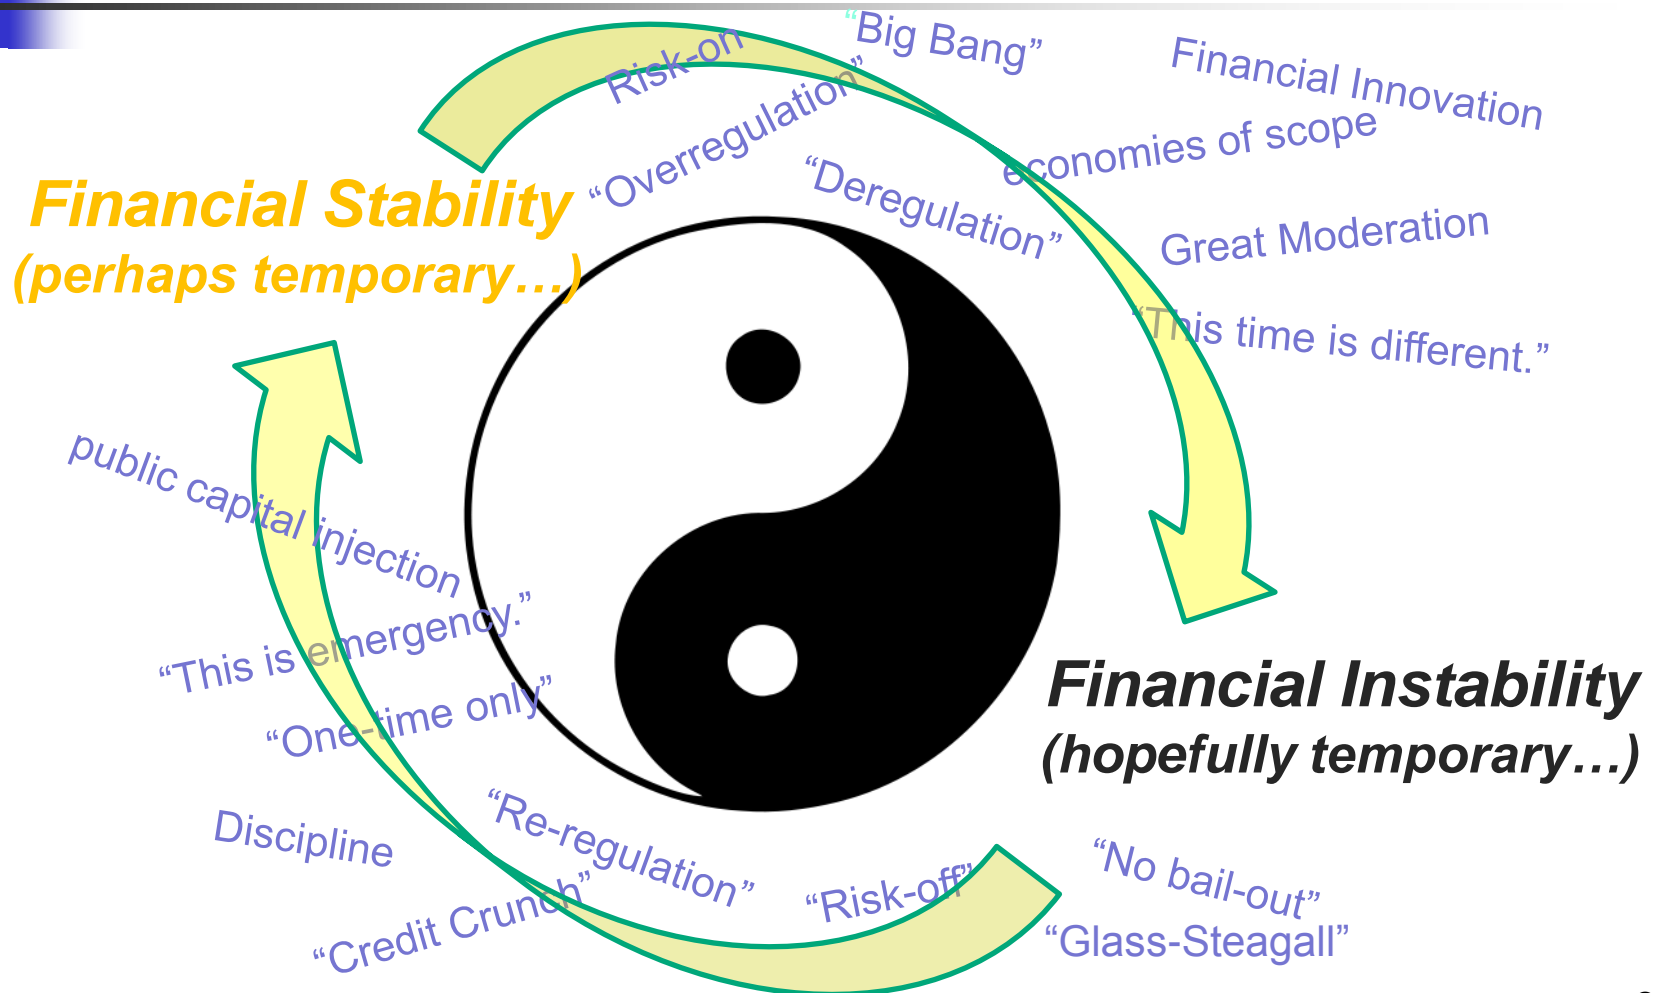 “Big Bang”
Risk-on
Financial Innovation
“Overregulation”
economies of scope
“Deregulation”
Financial Stability
(perhaps temporary…)
Great Moderation
“This time is different.”
public capital injection
“This is emergency.”
“One-time only”
Financial Instability
(hopefully temporary…)
Discipline
“Re-regulation”
“Credit Crunch”
“Risk-off”
“No bail-out”
“Glass-Steagall”